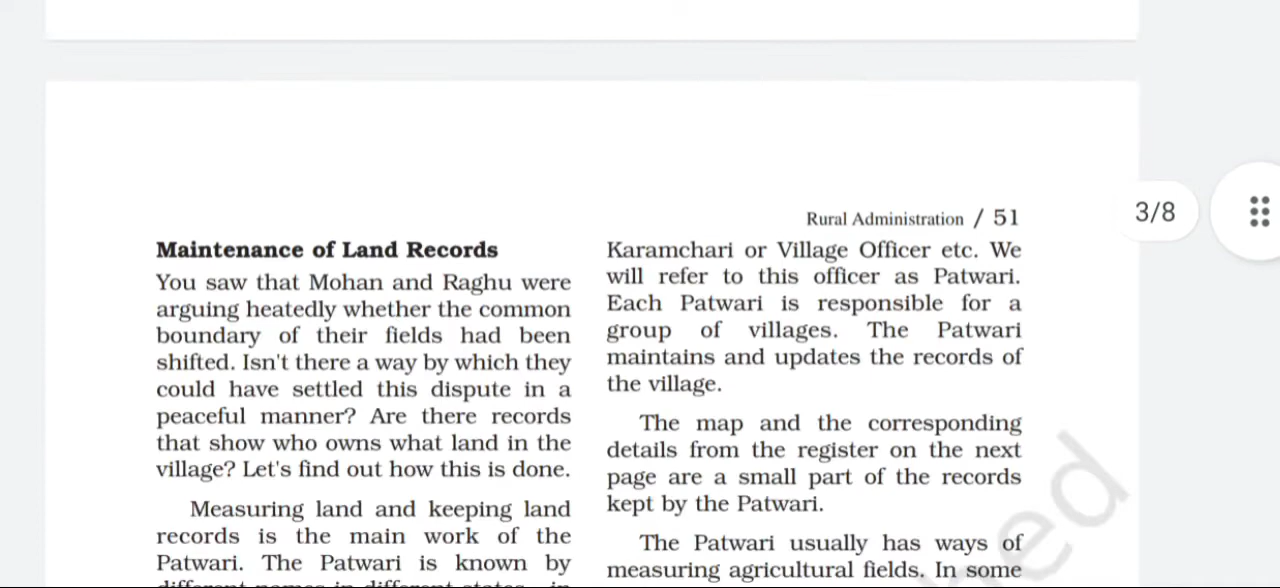 3/8
Rural Administration / 51
Maintenance of Land Records
You saw that Mohan and Raghu were
arguing heatedly whether the common
boundary of their fields had been
shifted. Isn't there a way by which they
could have settled this dispute in a
peaceful manner? Are there records
that show who owns what land in the
village? Let's find out how this is done.
Measuring land and keeping land
records is the main work of the
Patwari. The Patwari is known by
different names in different states – in
Karamchari or Village Officer etc. We
will refer to this officer as Patwari.
Each Patwari is responsible for a
group of villages. The Patwari
maintains and updates the records of
the village.
The map and the corresponding
details from the register on the next
page are a small part of the records
kept by the Patwari.
The Patwari usually has ways of
measuring agricultural fields. In some